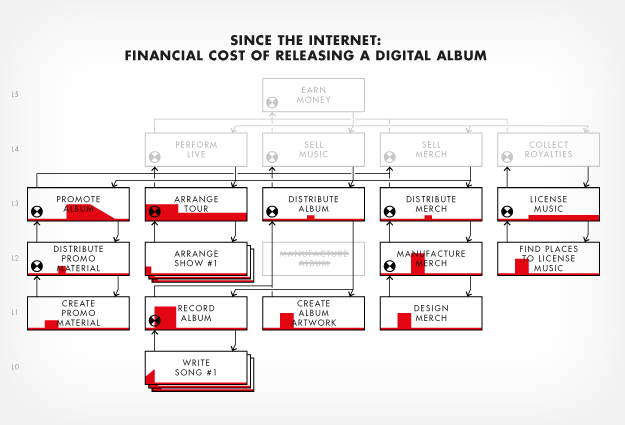 SINCE THE INTERNET:
FINANCIAL COST OF RELEASING A DIGITAL ALBUM
L5
EARN
MONEY
L4
PERFORM
LIVE
SELL
MUSIC
SELL
MERCH
COLLECT
ROYALTIES
L3
PROMOTE
ALBUM
ARRANGE
TOUR
DISTRIBUTE
ALBUM
DISTRIBUTE
MERCH
LICENSE
MUSIC
L2
DISTRIBUTE
PROMO
MATERIAL
ARRANGE
SHOW #1
MANUFACTURE
ALBUM
MANUFACTURE
MERCH
FIND PLACES
TO LICENSE
MUSIC
L1
CREATE
PROMO
MATERIAL
RECORD
ALBUM
CREATE
ALBUM
ARTWORK
DESIGN
MERCH
L0
WRITE
SONG #1